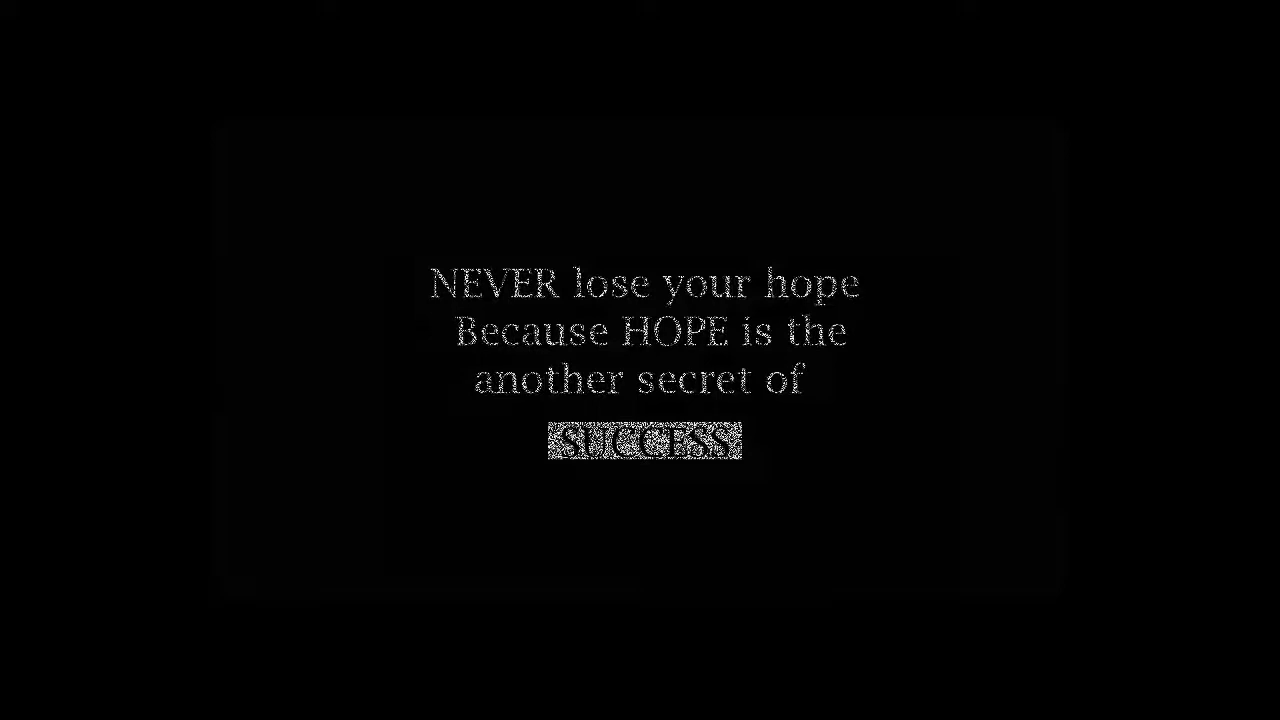 NEVER lose your hope
Because HOPE is the
another secret of
SUCCESS